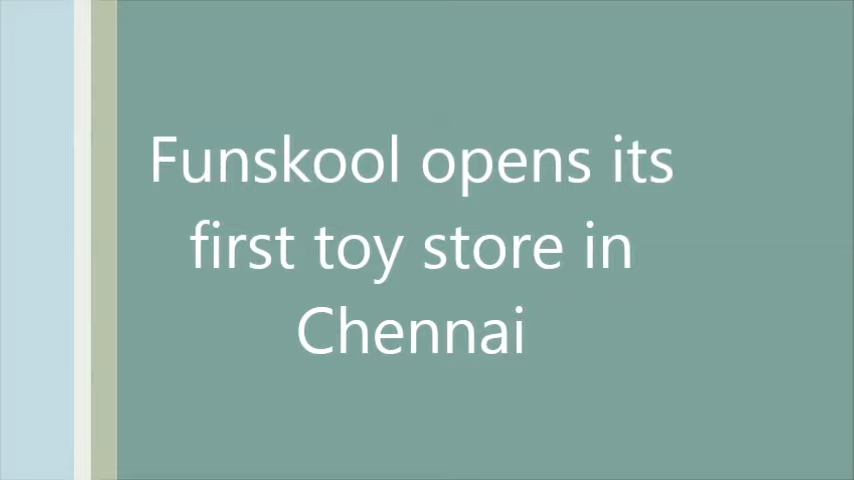 Funskool opens its
first toy store in
Chennai